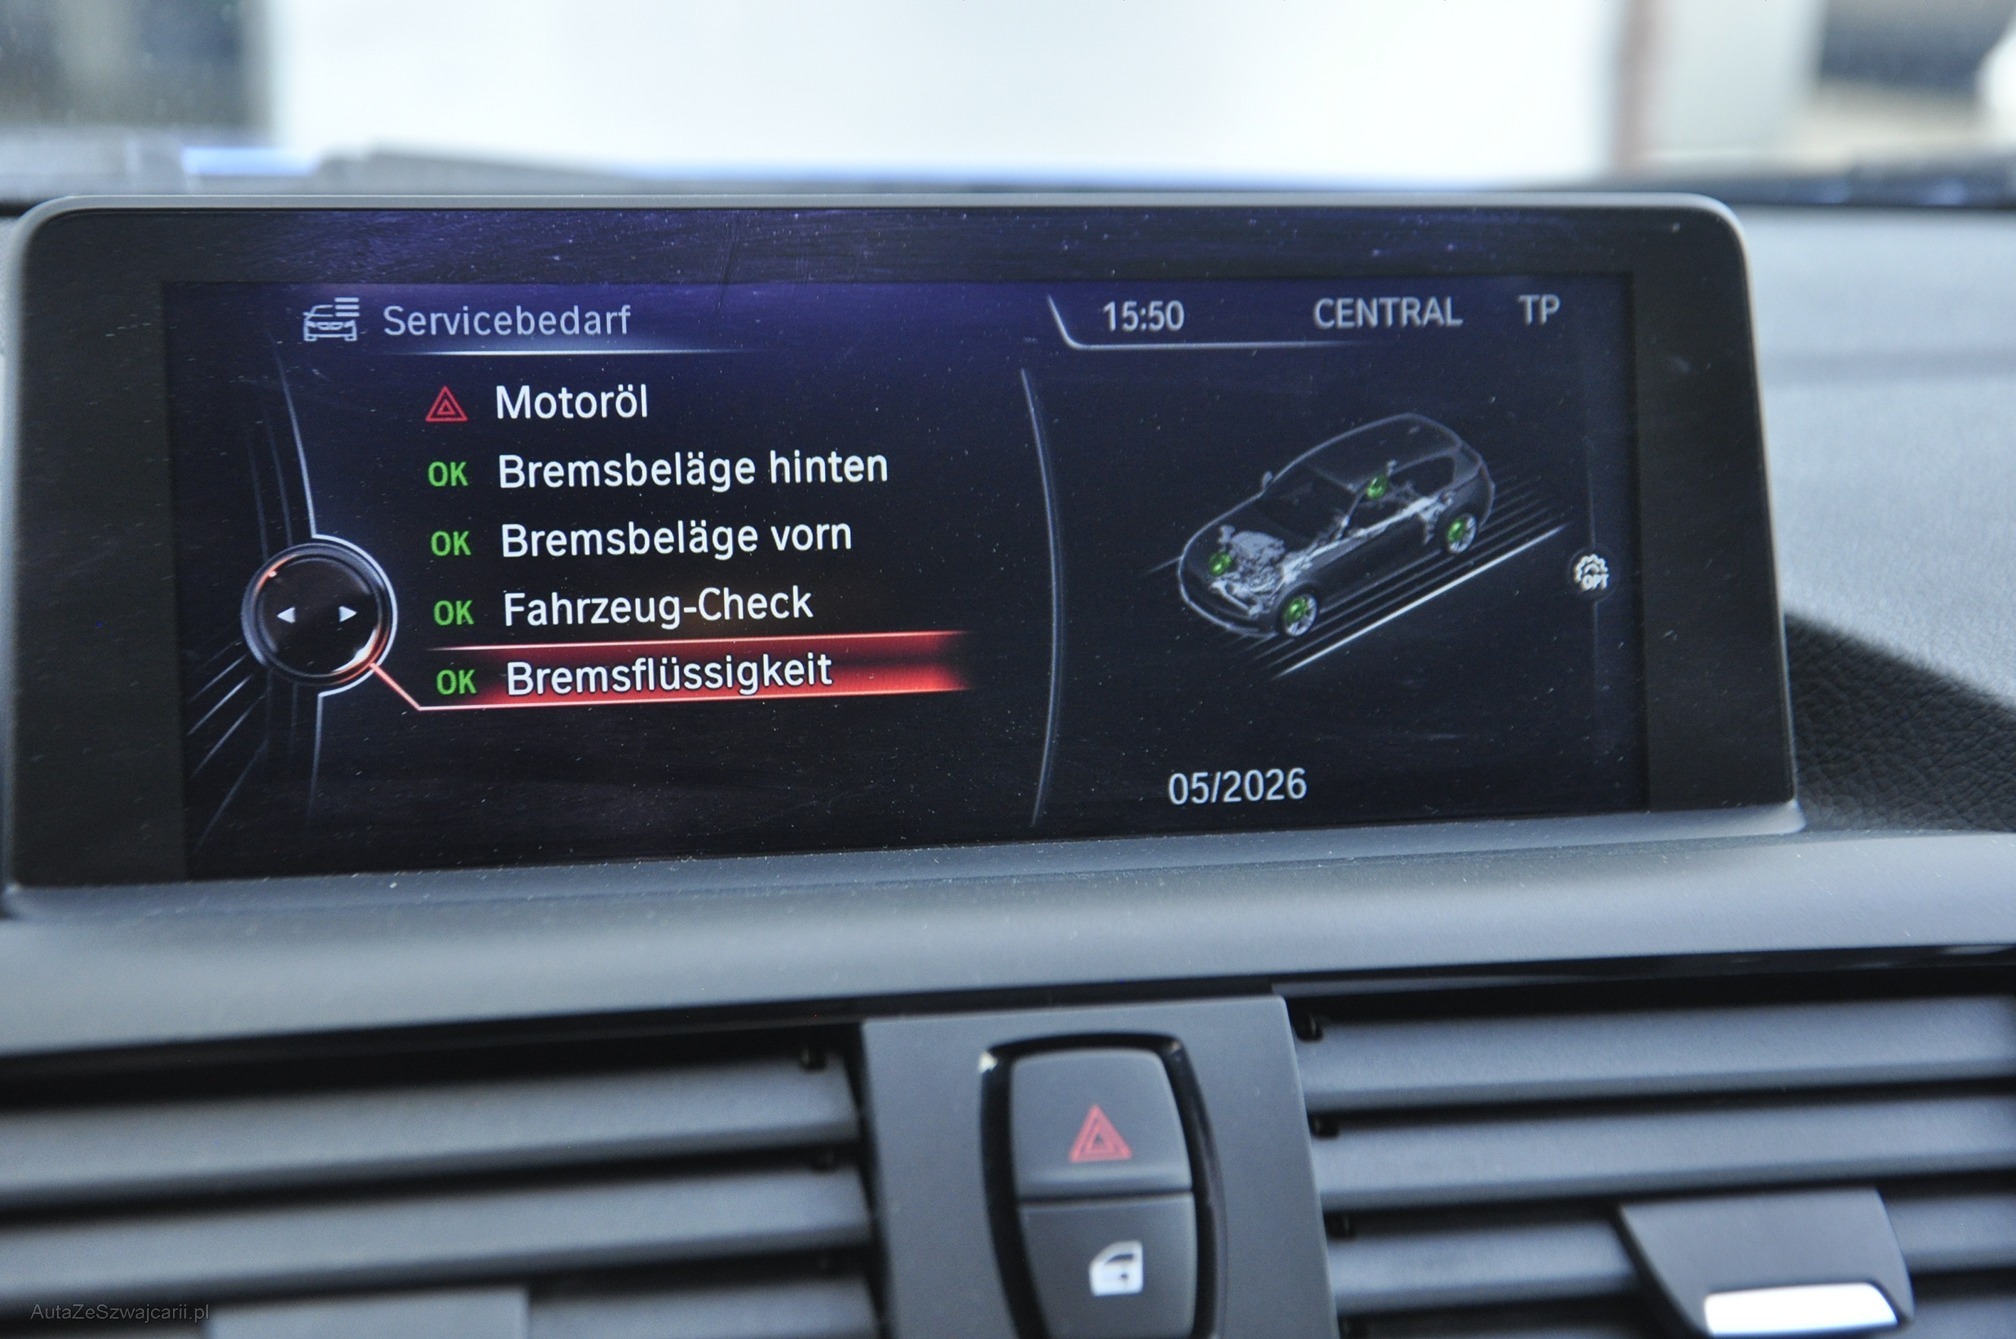 Servicebedarf
15:50 CENTRAL TP
Motoröl
OK Bremsbeläge hinten
OK Bremsbeläge vorn
OK Fahrzeug-Check
OK Bremsflüssigkeit
OPT
05/2026
AutaZeSzwajcarii.pl